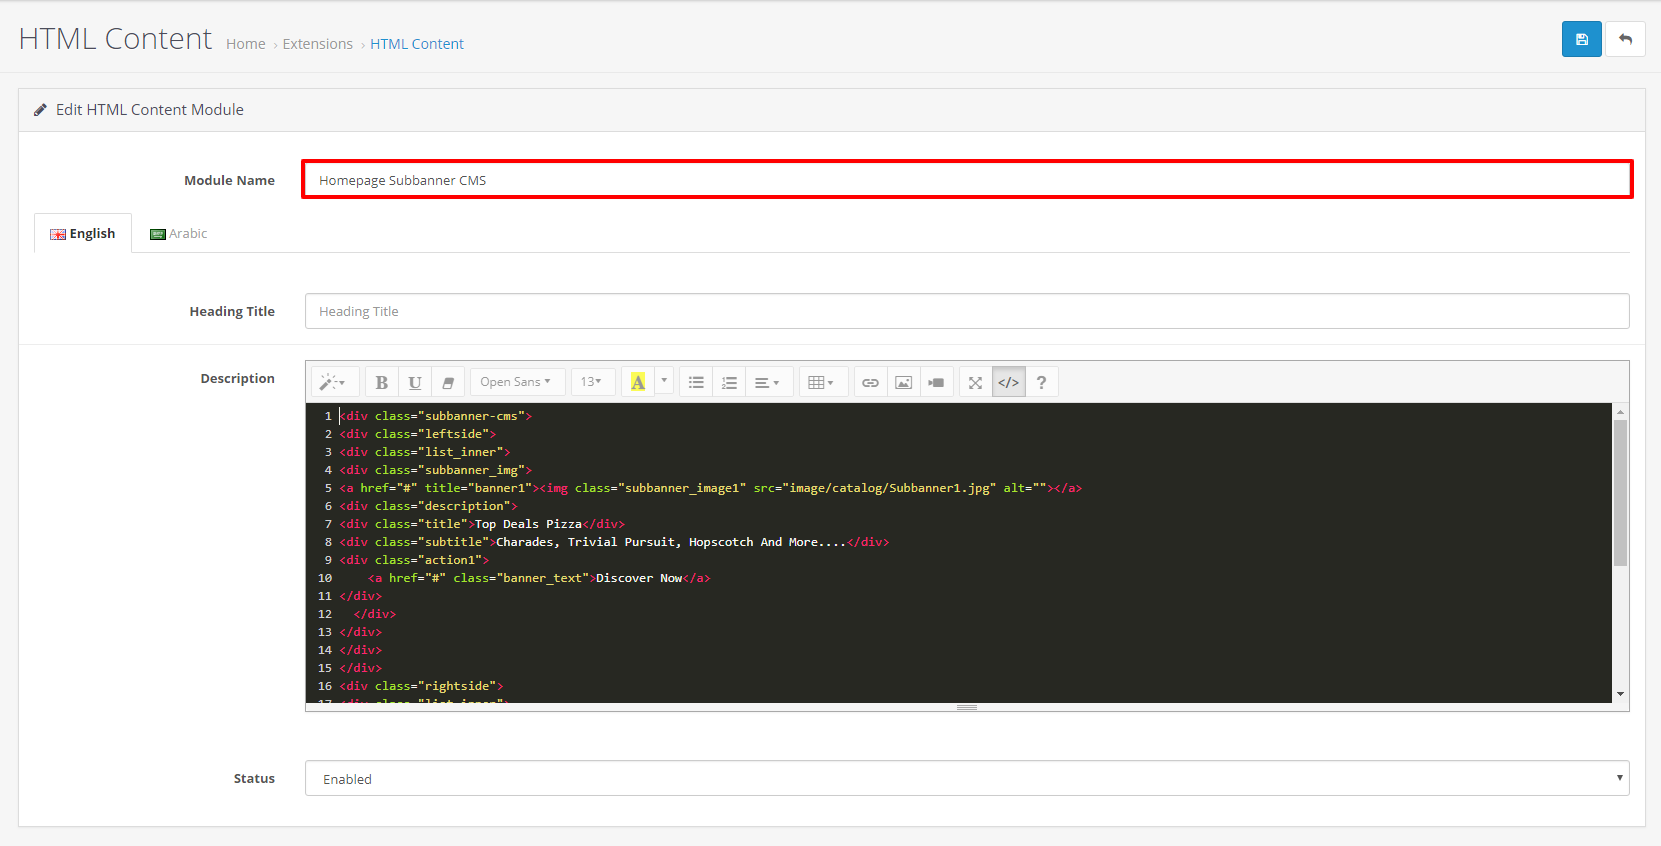 HTML Content Home › Extensions › HTML Content
Edit HTML Content Module
Module Name Homepage Subbanner CMS
English Arabic
Heading Title Heading Title
Description
B U Open Sans 13 A </> ?
1 <div class="subbanner-cms">
2 <div class="leftside">
3 <div class="list_inner">
4 <div class="subbanner_img">
5 <a href="#" title="banner1"><img class="subbanner_image1" src="image/catalog/Subbanner1.jpg" alt=""></a>
6 <div class="description">
7 <div class="title">Top Deals Pizza</div>
8 <div class="subtitle">Charades, Trivial Pursuit, Hopscotch And More....</div>
9 <div class="action1">
10     <a href="#" class="banner_text">Discover Now</a>
11 </div>
12   </div>
13 </div>
14 </div>
15 </div>
16 <div class="rightside">
17 <div class="list_inner">
Status Enabled